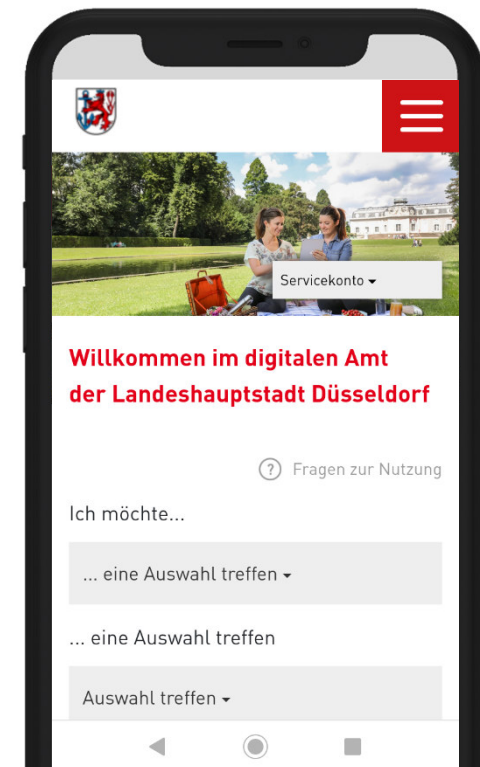 Servicekonto
Willkommen im digitalen Amt
der Landeshauptstadt Düsseldorf
? Fragen zur Nutzung
Ich möchte...
... eine Auswahl treffen
... eine Auswahl treffen
Auswahl treffen